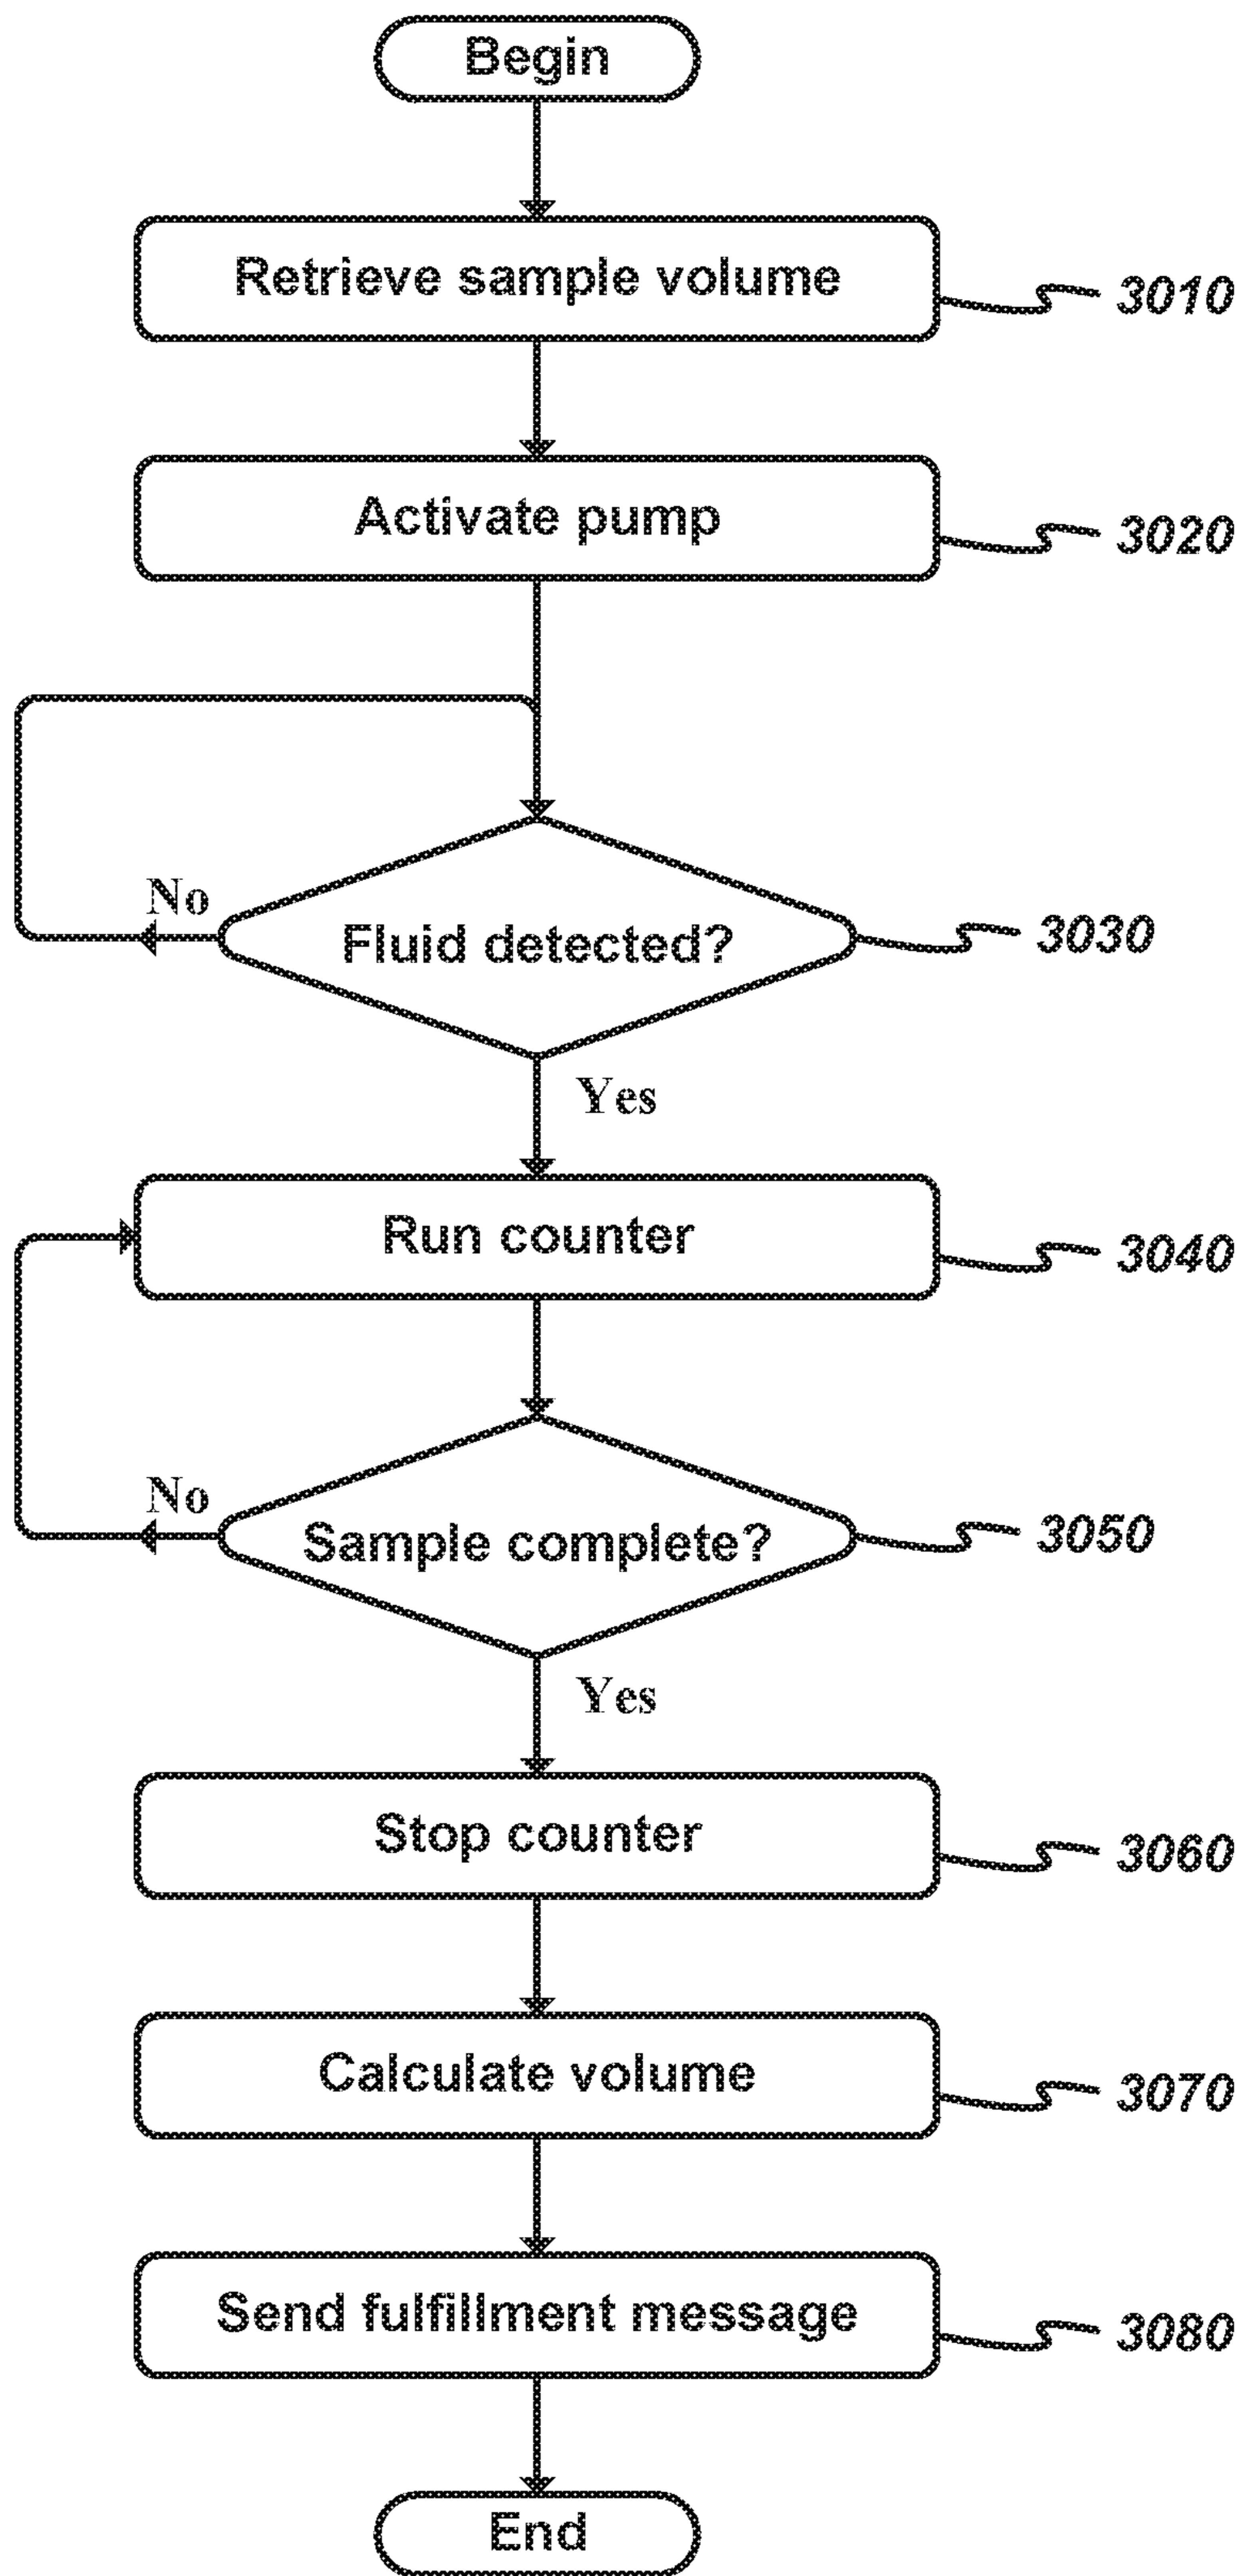 Begin
Retrieve sample volume
3010
Activate pump
3020
No
Fluid detected?
3030
Yes
Run counter
3040
No
Sample complete?
3050
Yes
Stop counter
3060
Calculate volume
3070
Send fulfillment message
3080
End